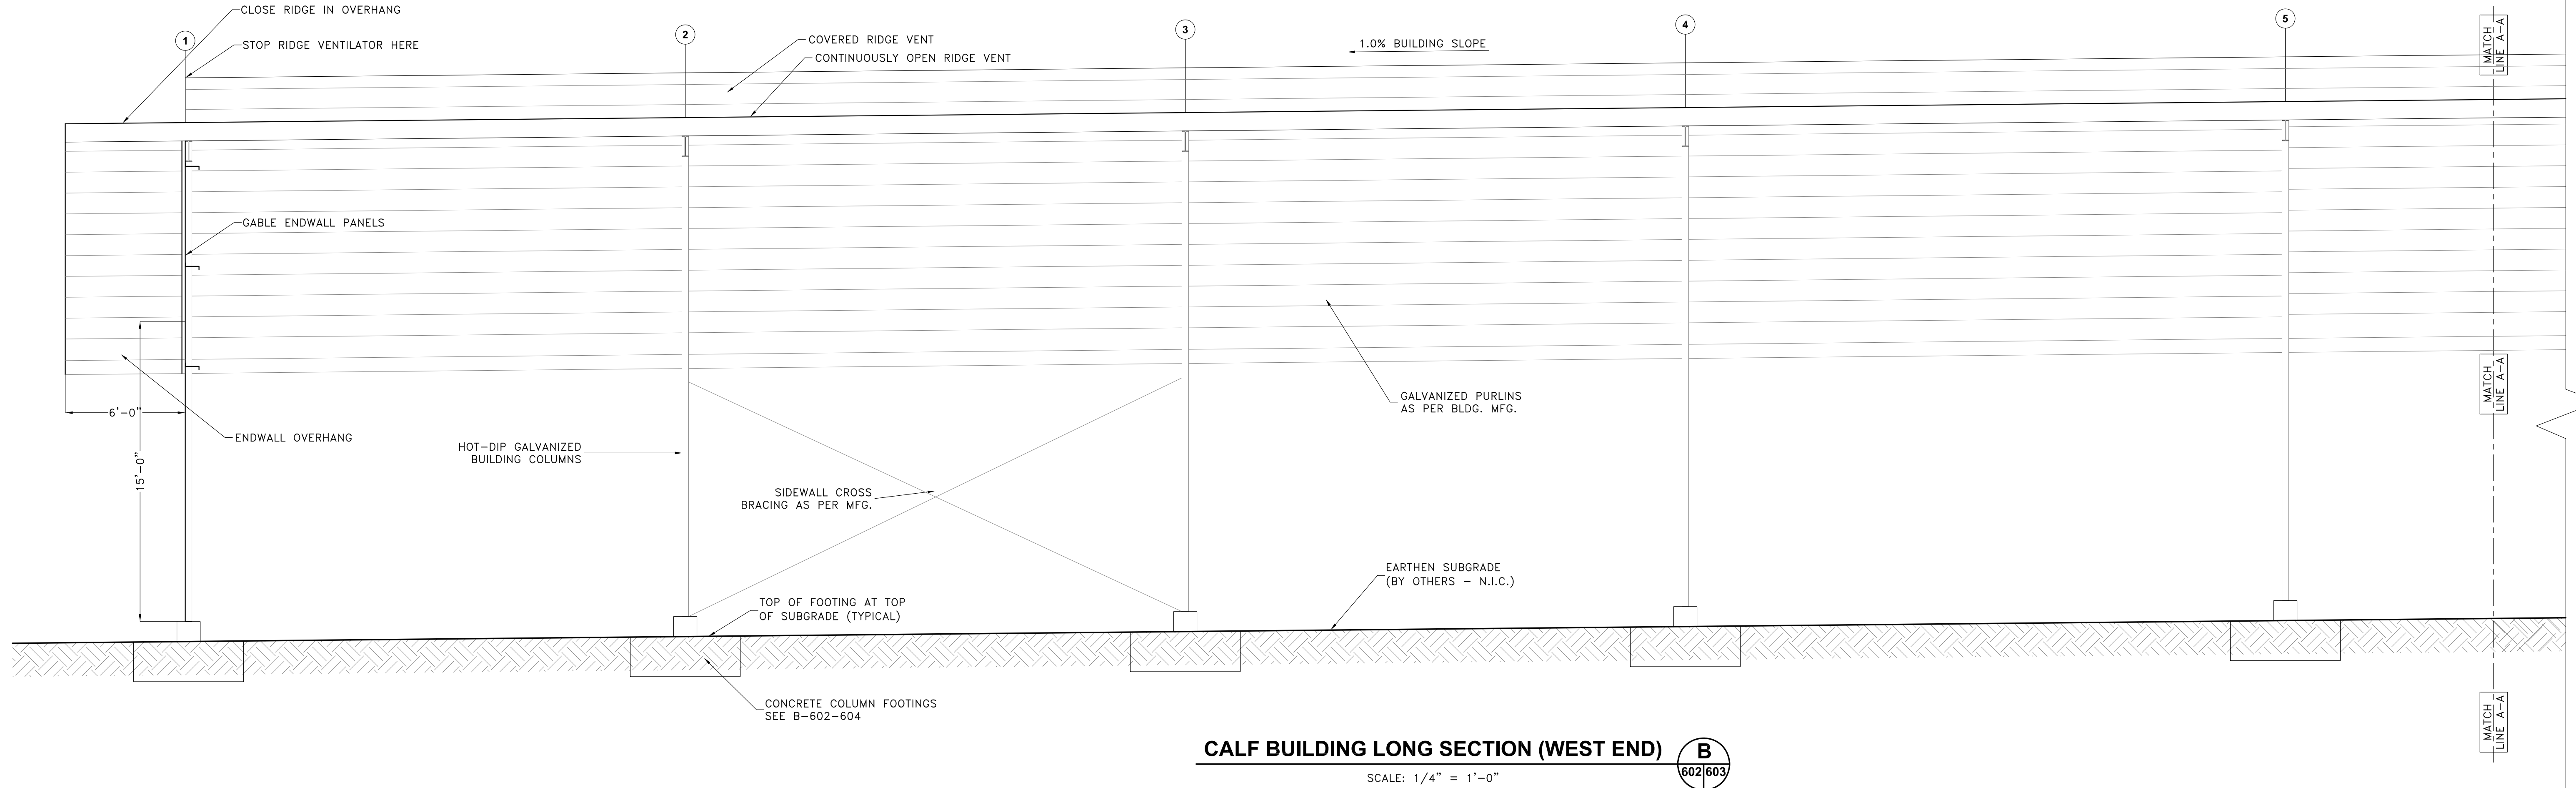 CLOSE RIDGE IN OVERHANG
STOP RIDGE VENTILATOR HERE
1
2
3
4
5
COVERED RIDGE VENT
CONTINUOUSLY OPEN RIDGE VENT
1.0% BUILDING SLOPE
MATCH
LINE A-A
GABLE ENDWALL PANELS
6'-0"
15'-0"
ENDWALL OVERHANG
HOT-DIP GALVANIZED
BUILDING COLUMNS
SIDEWALL CROSS
BRACING AS PER MFG.
GALVANIZED PURLINS
AS PER BLDG. MFG.
MATCH
LINE A-A
EARTHEN SUBGRADE
(BY OTHERS - N.I.C.)
TOP OF FOOTING AT TOP
OF SUBGRADE (TYPICAL)
CONCRETE COLUMN FOOTINGS
SEE B-602-604
MATCH
LINE A-A
CALF BUILDING LONG SECTION (WEST END)
SCALE: 1/4" = 1'-0"
B
602 603